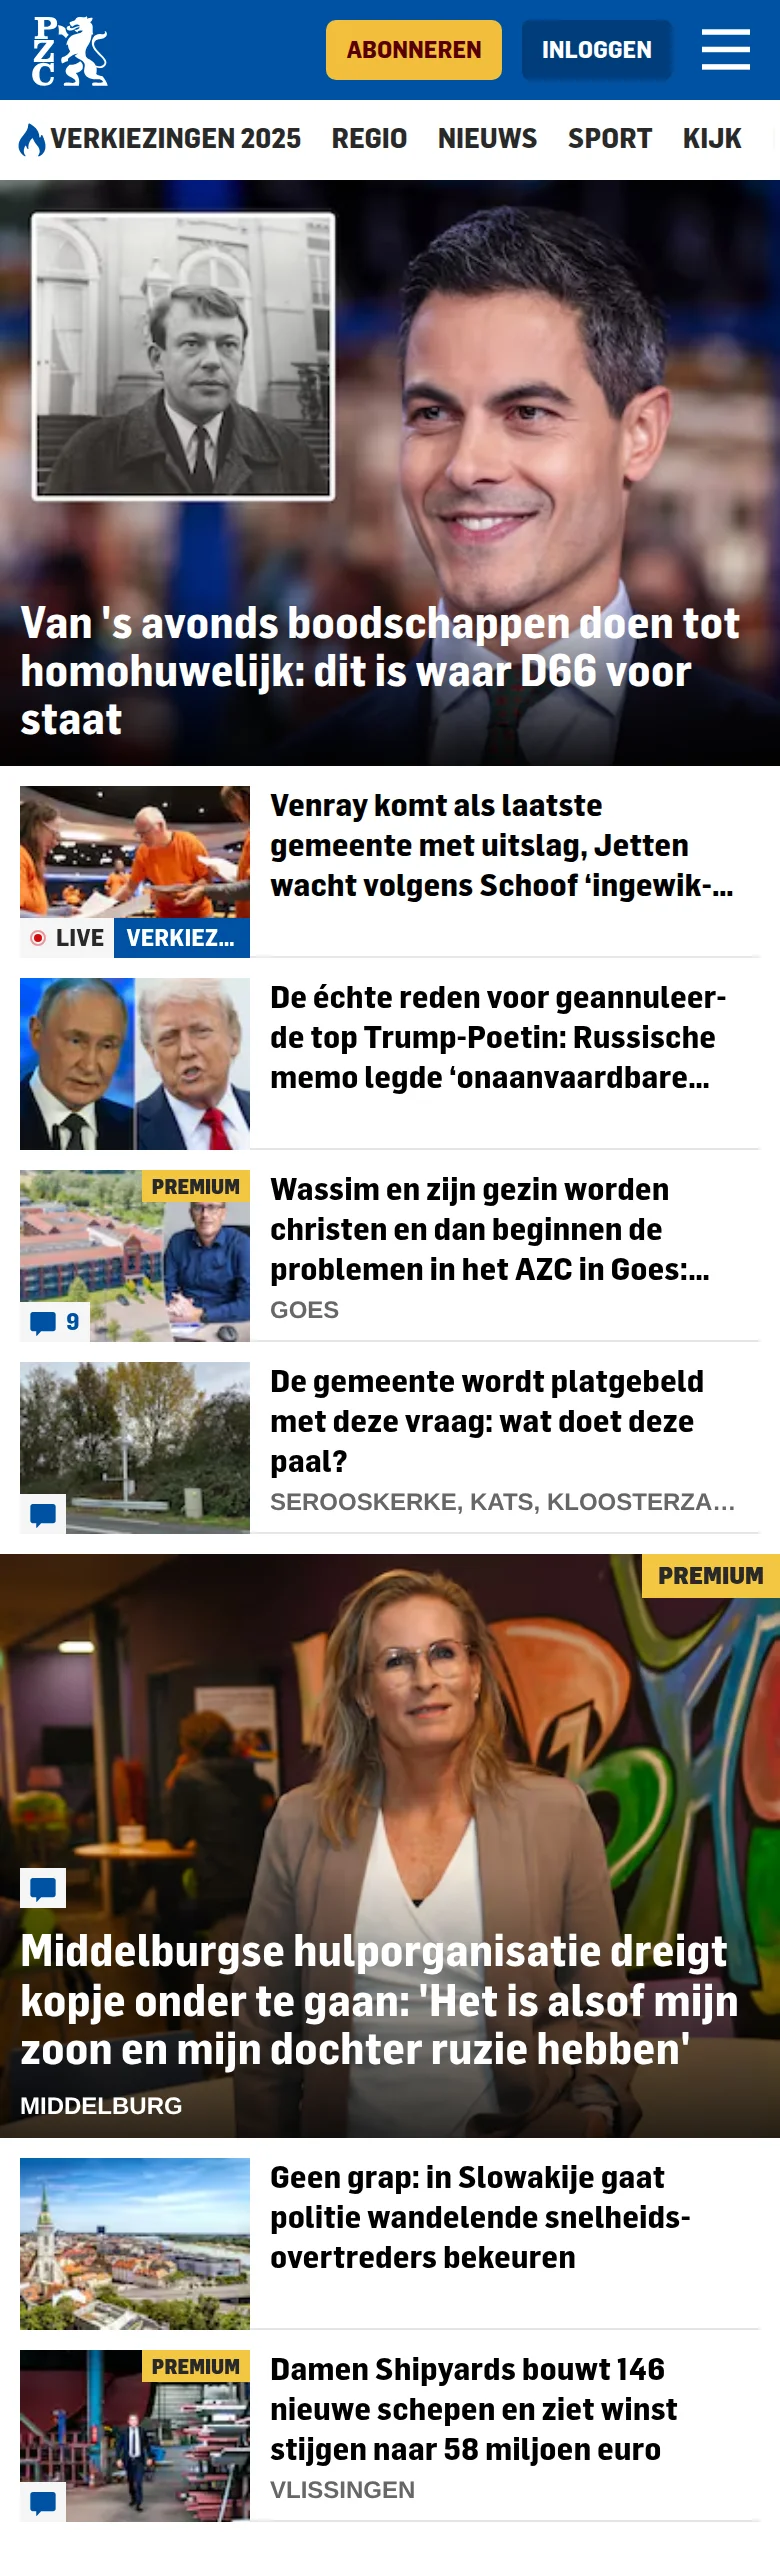 PZC
ABONNEREN
INLOGGEN
VERKIEZINGEN 2025
REGIO
NIEUWS
SPORT
KIJK
Van 's avonds boodschappen doen tot
homohuwelijk: dit is waar D66 voor
staat
Venray komt als laatste
gemeente met uitslag, Jetten
wacht volgens Schoof ‘ingewik-...
LIVE
VERKIEZ...
De échte reden voor geannuleer-
de top Trump-Poetin: Russische
memo legde ‘onaanvaardbare...
PREMIUM
Wassim en zijn gezin worden
christen en dan beginnen de
problemen in het AZC in Goes:...
GOES
9
De gemeente wordt platgebeld
met deze vraag: wat doet deze
paal?
SEROOSKERKE, KATS, KLOOSTERZA...
PREMIUM
Middelburgse hulporganisatie dreigt
kopje onder te gaan: 'Het is alsof mijn
zoon en mijn dochter ruzie hebben'
MIDDELBURG
Geen grap: in Slowakije gaat
politie wandelende snelheids-
overtreders bekeuren
PREMIUM
Damen Shipyards bouwt 146
nieuwe schepen en ziet winst
stijgen naar 58 miljoen euro
VLISSINGEN